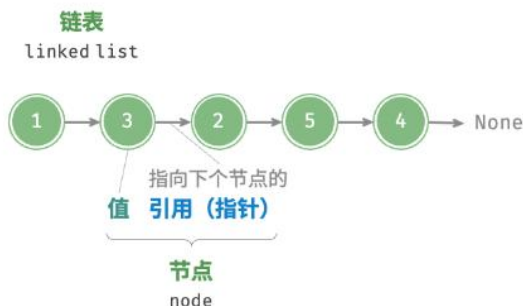 链表
linked list
1 3 2 5 4 None
指向下个节点的
值 引用（指针）
节点
node